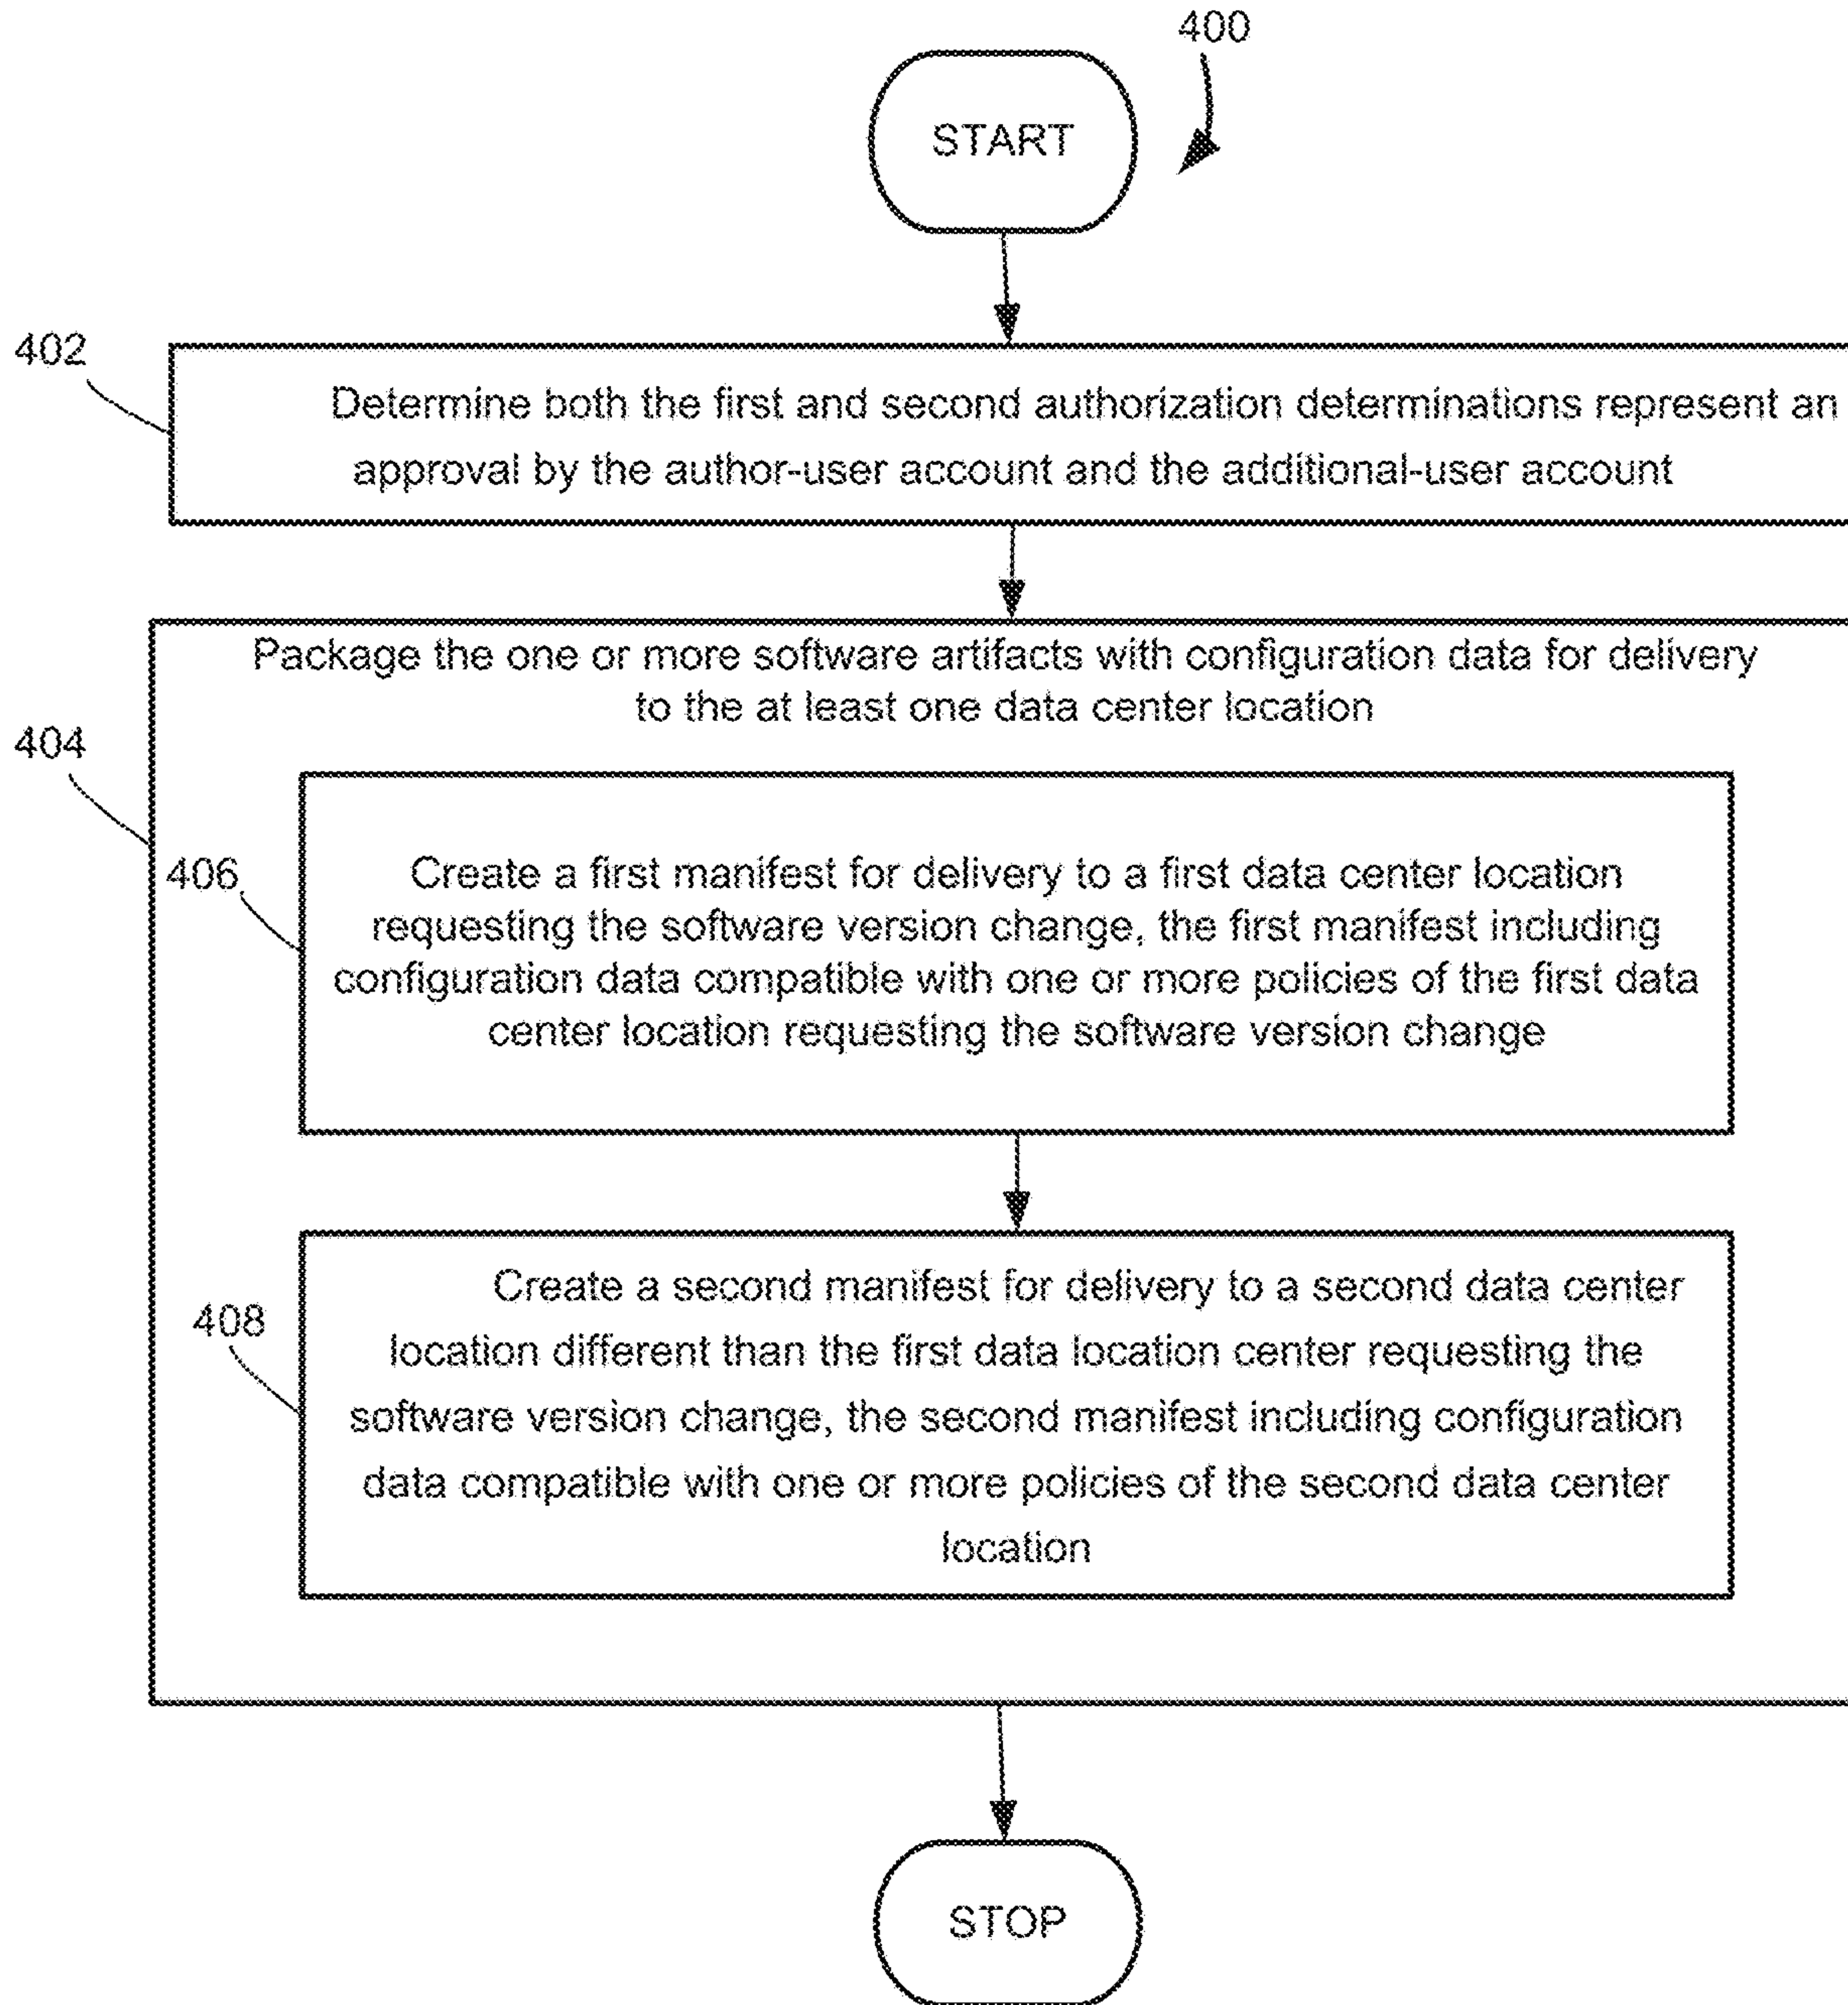 400
START
402
Determine both the first and second authorization determinations represent an
approval by the author-user account and the additional-user account
404
Package the one or more software artifacts with configuration data for delivery
to the at least one data center location
406
Create a first manifest for delivery to a first data center location
requesting the software version change, the first manifest including
configuration data compatible with one or more policies of the first data
center location requesting the software version change
408
Create a second manifest for delivery to a second data center
location different than the first data location center requesting the
software version change, the second manifest including configuration
data compatible with one or more policies of the second data center
location
STOP